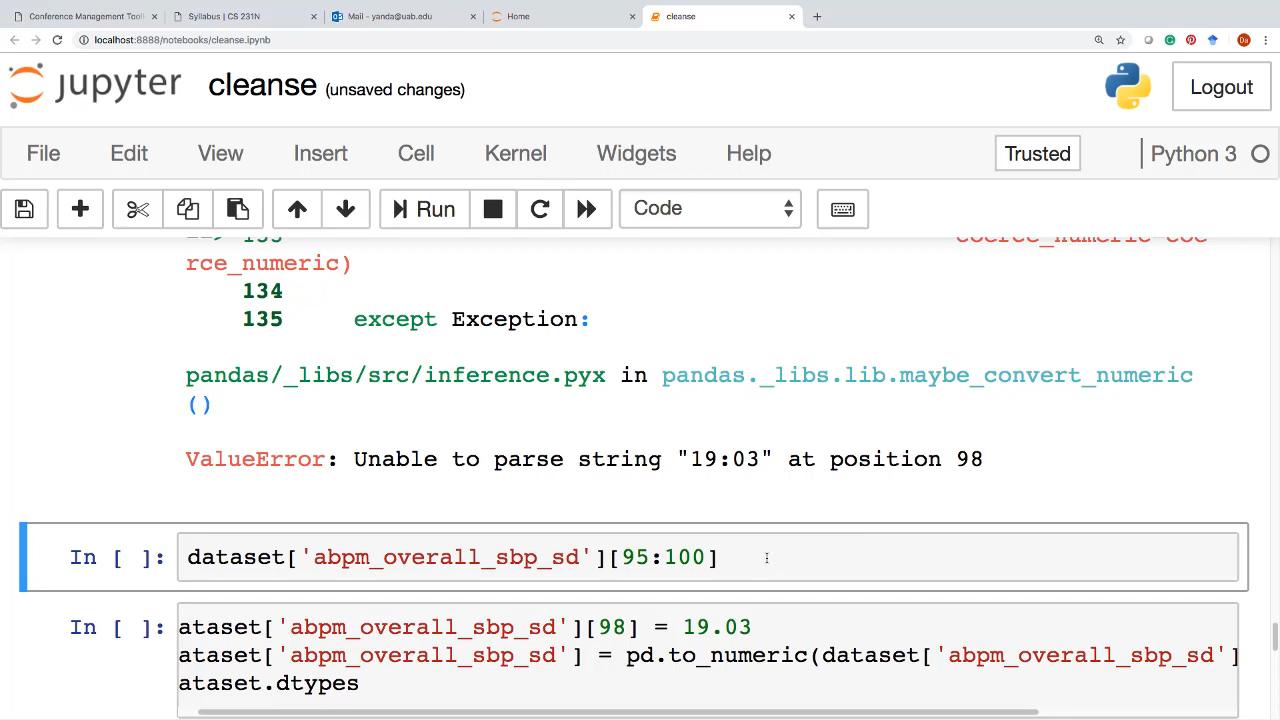 Conference Management Toolk
Syllabus | CS 231N
Mail - yanda@uab.edu
Home
cleanse
localhost:8888/notebooks/cleanse.ipynb
Da
jupyter cleanse (unsaved changes)
Logout
File Edit View Insert Cell Kernel Widgets Help
Trusted
Python 3
Run
Code
coerce_numeric=coe
rce_numeric)
134
135 except Exception:
pandas/_libs/src/inference.pyx in pandas._libs.lib.maybe_convert_numeric
()
ValueError: Unable to parse string "19:03" at position 98
In [ ]: dataset['abpm_overall_sbp_sd'][95:100]
In [ ]: ataset['abpm_overall_sbp_sd'][98] = 19.03
ataset['abpm_overall_sbp_sd'] = pd.to_numeric(dataset['abpm_overall_sbp_sd']
ataset.dtypes